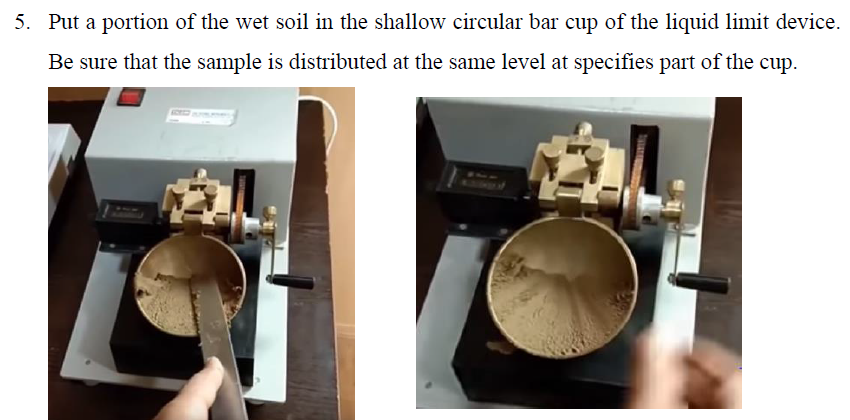 5. Put a portion of the wet soil in the shallow circular bar cup of the liquid limit device.
Be sure that the sample is distributed at the same level at specifies part of the cup.